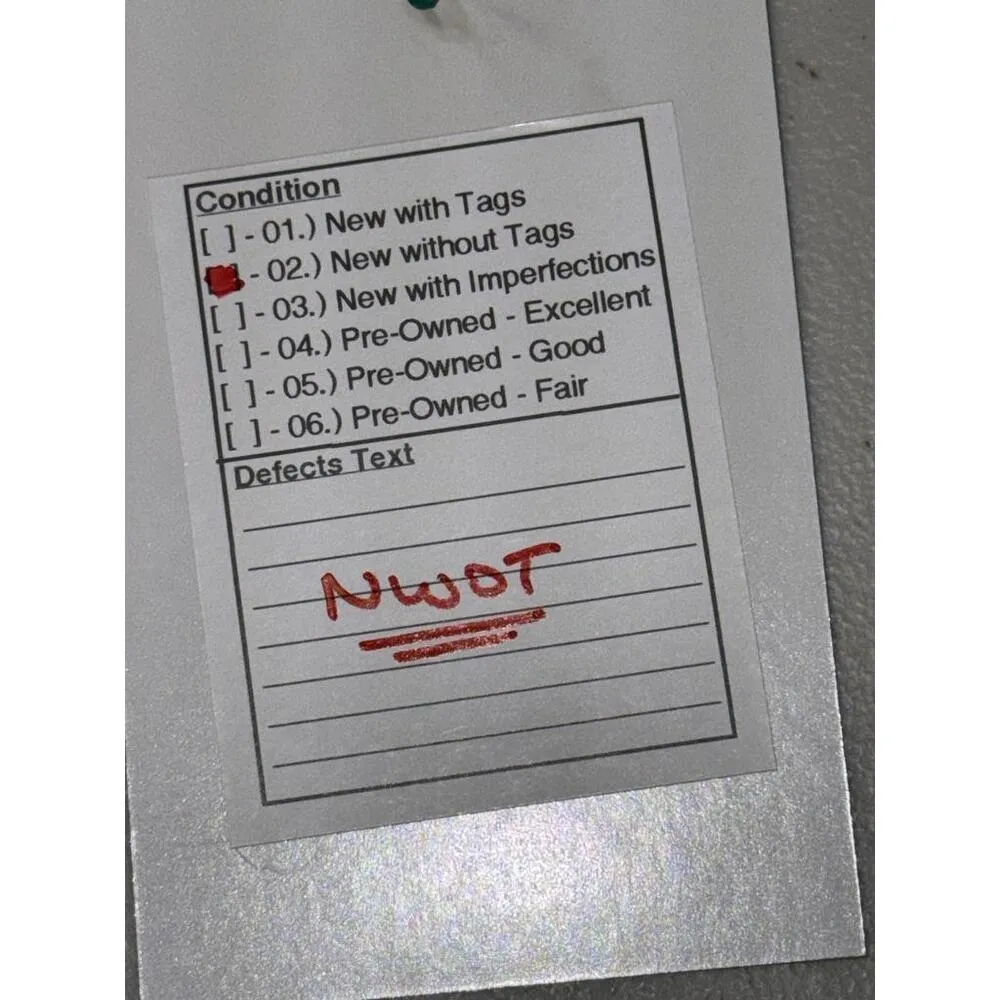 Condition
[ ] - 01.) New with Tags
[ ] - 02.) New without Tags
[ ] - 03.) New with Imperfections
[ ] - 04.) Pre-Owned - Excellent
[ ] - 05.) Pre-Owned - Good
[ ] - 06.) Pre-Owned - Fair
Defects Text
NWOT